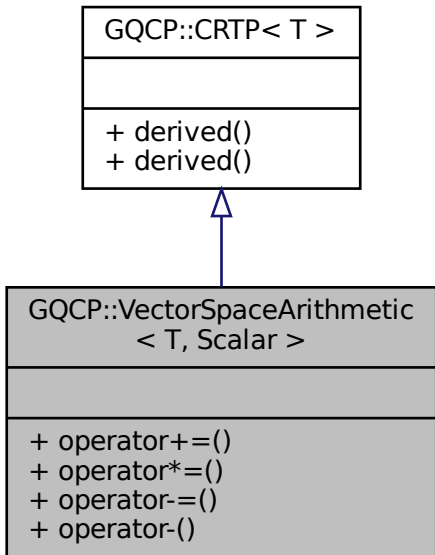 GQCP::CRTP< T >
+ derived()
+ derived()
GQCP::VectorSpaceArithmetic
< T, Scalar >
+ operator+=()
+ operator*=()
+ operator-=()
+ operator-()